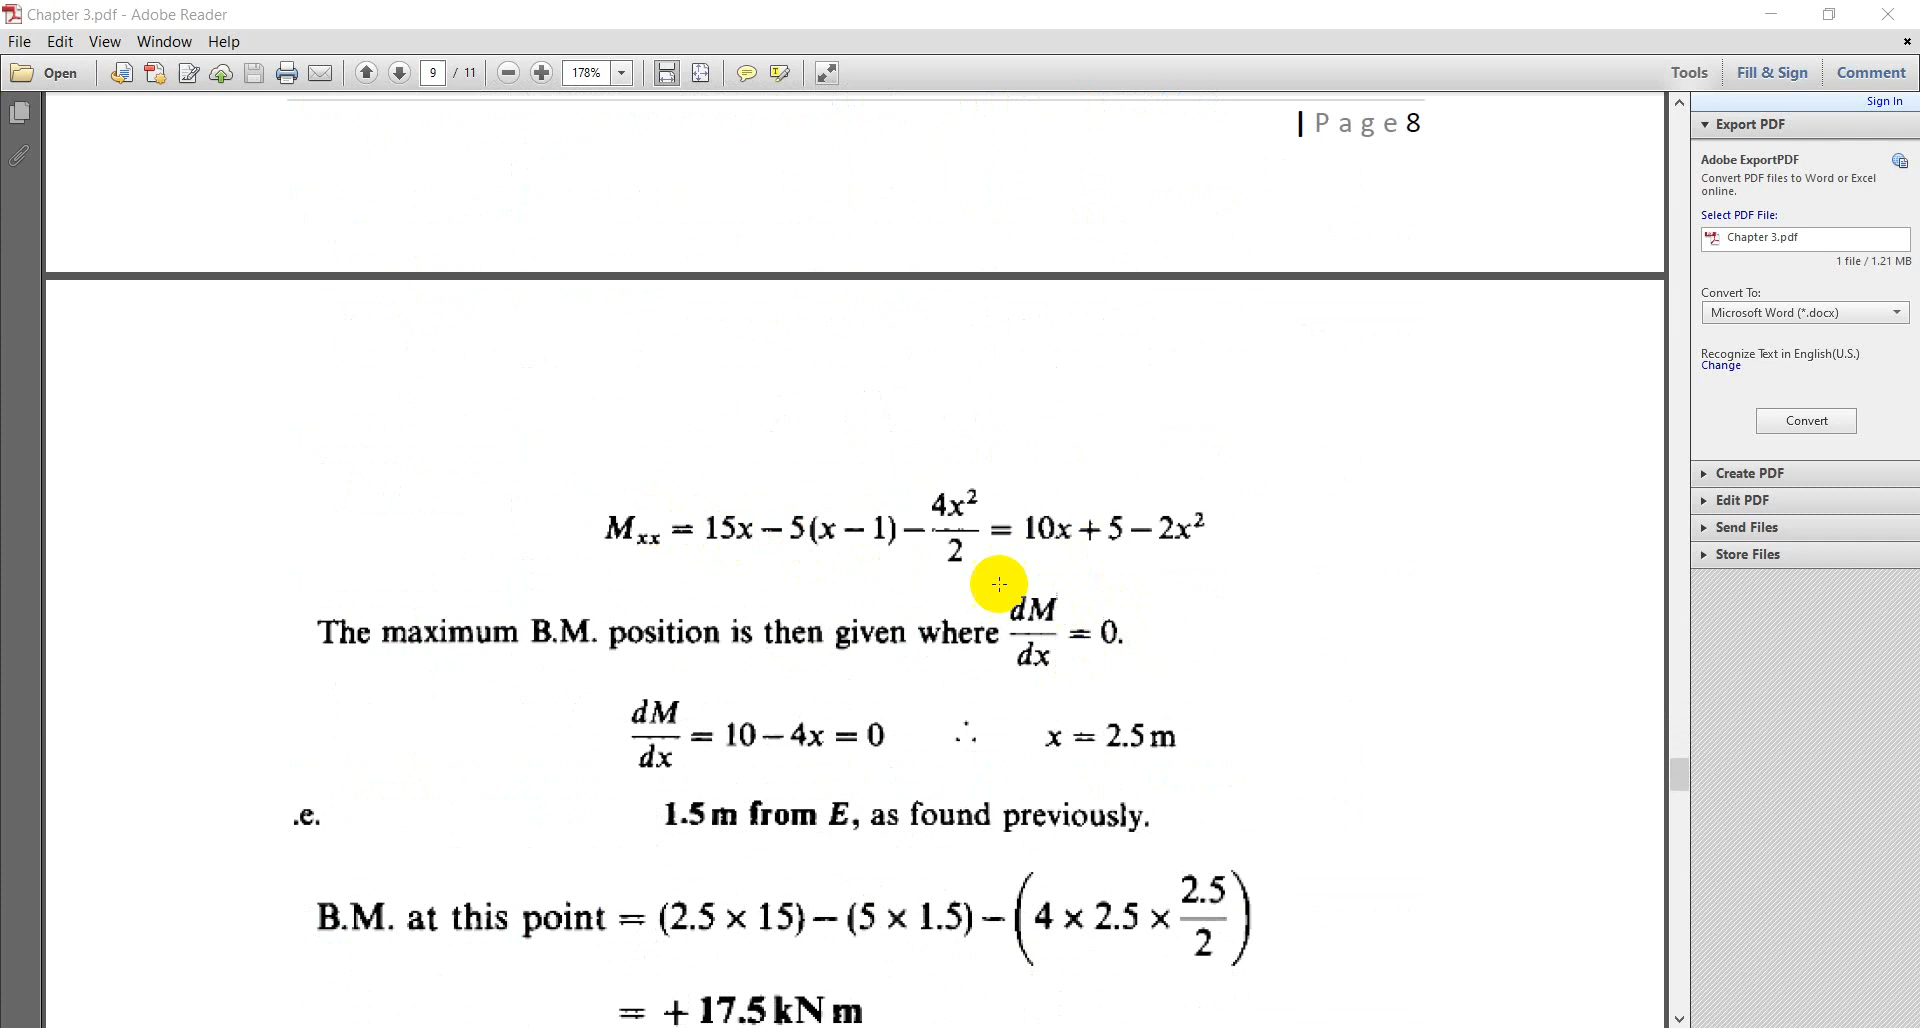 Chapter 3.pdf - Adobe Reader
File Edit View Window Help
Open 9 / 11 178% Tools Fill & Sign Comment
Sign In
Export PDF
Adobe ExportPDF
Convert PDF files to Word or Excel
online.
Select PDF File:
Chapter 3.pdf
1 file / 1.21 MB
Convert To:
Microsoft Word (*.docx)
Recognize Text in English(U.S.)
Change
Convert
Create PDF
Edit PDF
Send Files
Store Files
| P a g e 8
Mxx = 15x − 5(x − 1) − 4x²/2 = 10x + 5 − 2x²
The maximum B.M. position is then given where dM/dx = 0.
dM/dx = 10 − 4x = 0 ∴ x = 2.5 m
.e. 1.5 m from E, as found previously.
B.M. at this point = (2.5 × 15) − (5 × 1.5) − (4 × 2.5 × 2.5/2)
= + 17.5 kN m